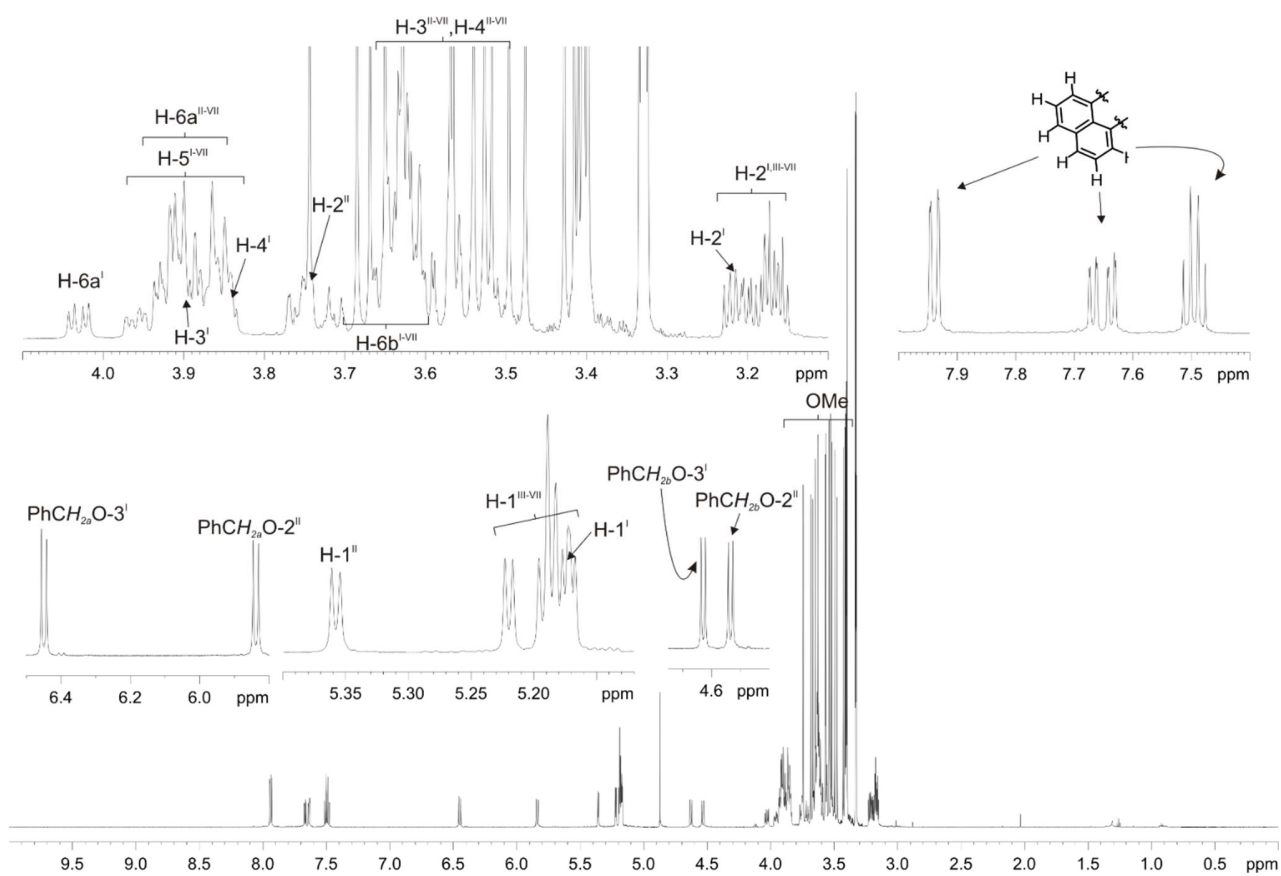 H-3II-VII,H-4II-VII
H-6aII-VII
H-5I-VII
H-2II
H-4I
H-6aI
H-3I
H-6bI-VII
H-2I,III-VII
H-2I
4.0 3.9 3.8 3.7 3.6 3.5 3.4 3.3 3.2 ppm
H
H
H
H
H
H
7.9 7.8 7.7 7.6 7.5 ppm
OMe
PhCH2aO-3I
PhCH2aO-2II
6.4 6.0 ppm
H-1II
H-1III-VII
H-1I
5.35 5.30 5.25 5.20 ppm
PhCH2bO-3I
PhCH2bO-2II
4.6 ppm
9.5 9.0 8.5 8.0 7.5 7.0 6.5 6.0 5.5 5.0 4.5 4.0 3.5 3.0 2.5 2.0 1.5 1.0 0.5 ppm